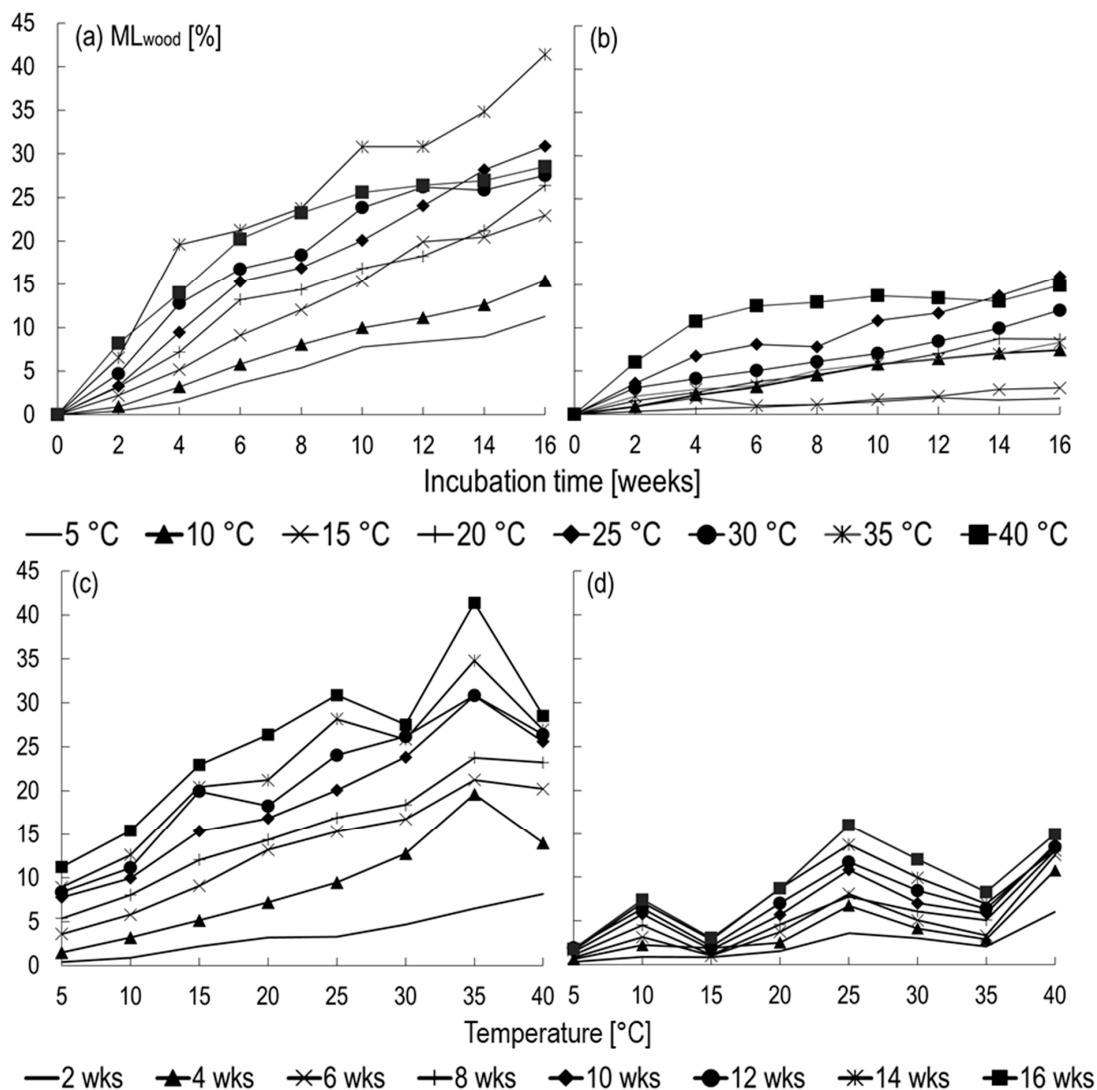 (a) MLwood [%]
(b)
45
40
35
30
25
20
15
10
5
0
0 2 4 6 8 10 12 14 16
0 2 4 6 8 10 12 14 16
Incubation time [weeks]
5 °C 10 °C 15 °C 20 °C 25 °C 30 °C 35 °C 40 °C
(c)
(d)
45
40
35
30
25
20
15
10
5
0
5 10 15 20 25 30 35 40
5 10 15 20 25 30 35 40
Temperature [°C]
2 wks 4 wks 6 wks 8 wks 10 wks 12 wks 14 wks 16 wks